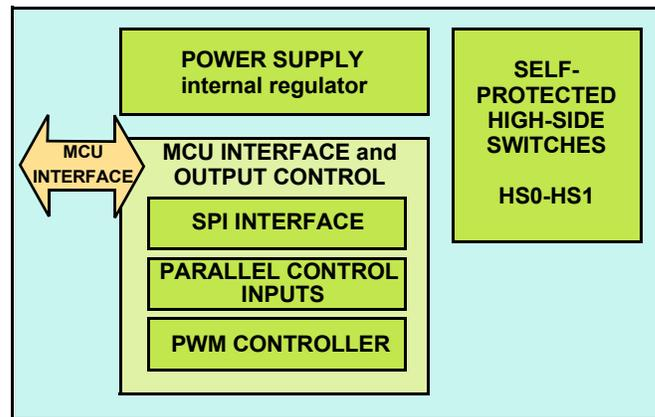 POWER SUPPLY
internal regulator
SELF-
PROTECTED
HIGH-SIDE
SWITCHES
HS0-HS1
MCU
INTERFACE
MCU INTERFACE and
OUTPUT CONTROL
SPI INTERFACE
PARALLEL CONTROL
INPUTS
PWM CONTROLLER